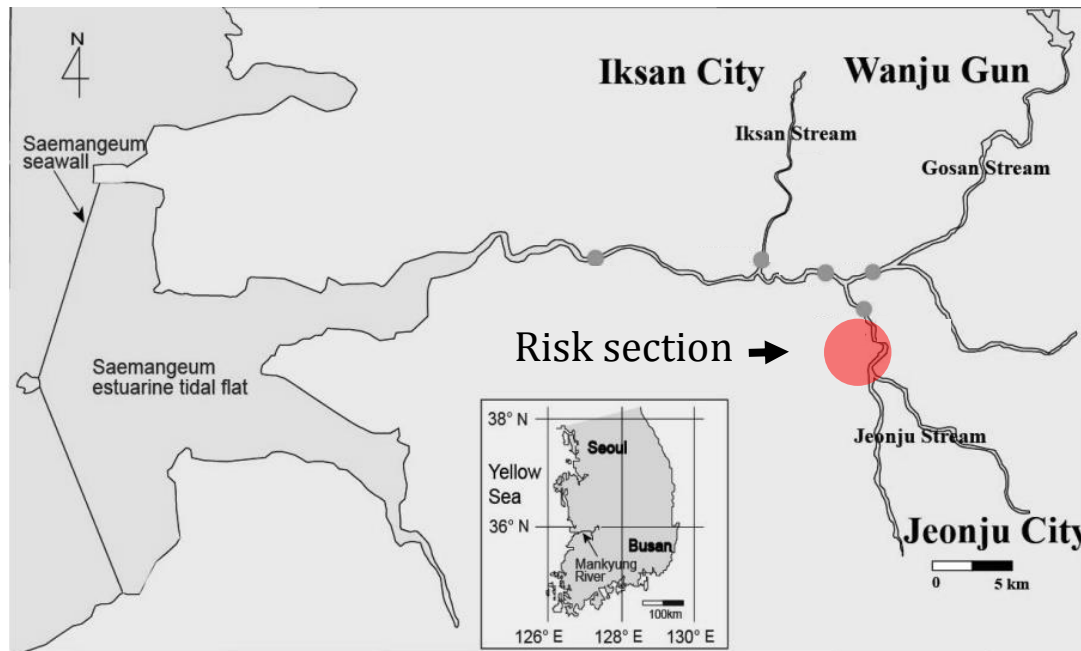 N
Iksan City
Wanju Gun
Iksan Stream
Saemangeum
seawall
Gosan Stream
Risk section
Saemangeum
estuarine tidal flat
38° N
Seoul
Yellow
Sea
36° N
Busan
Mankyung
River
100km
126° E
128° E
130° E
Jeonju Stream
Jeonju City
0
5 km